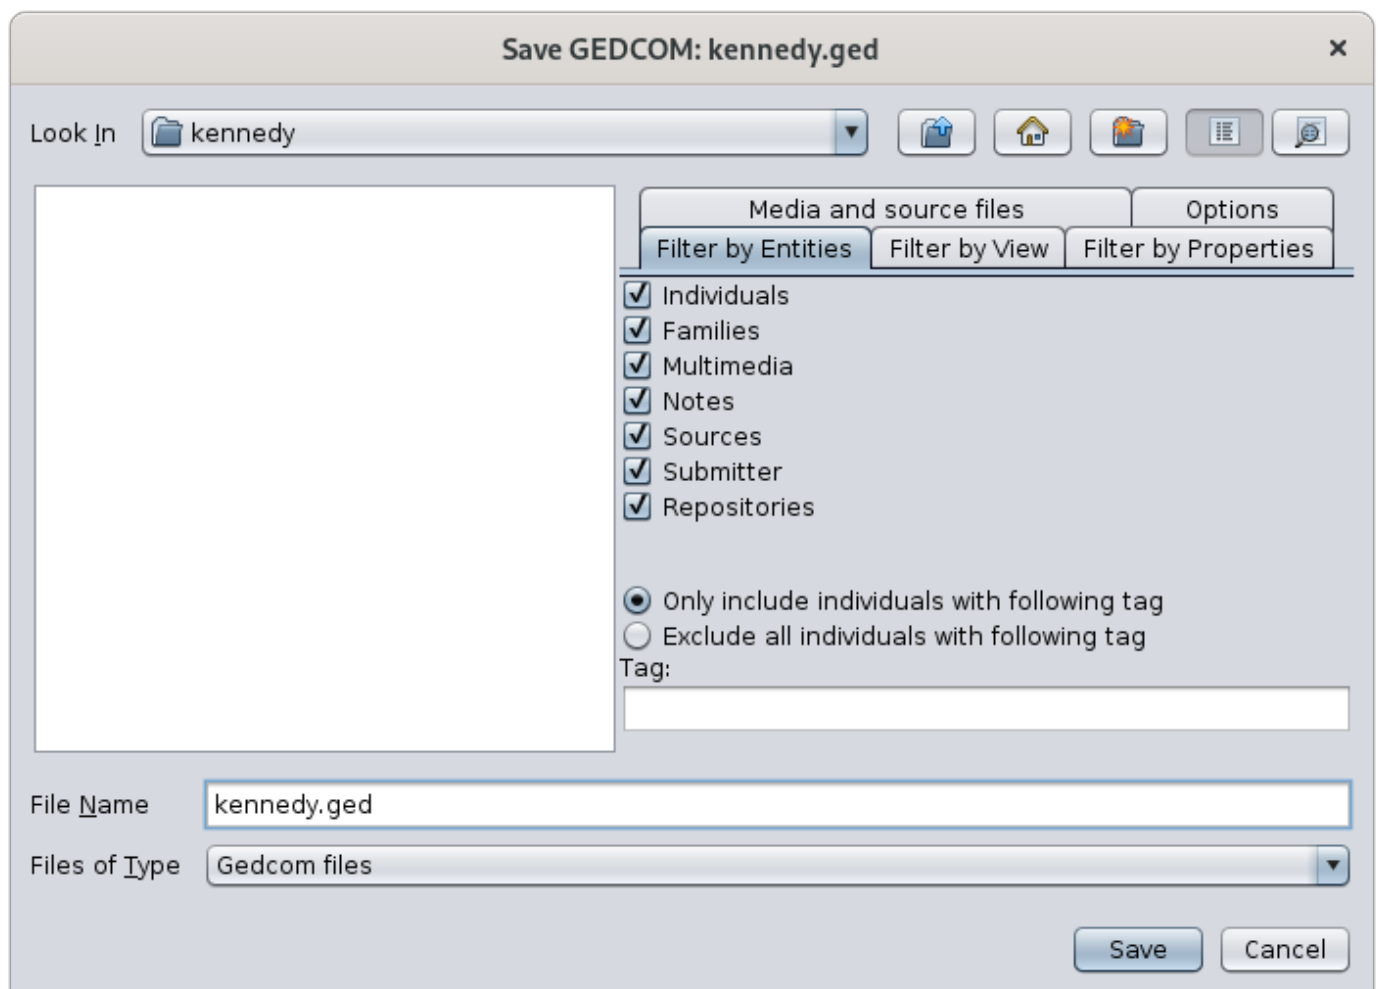 Save GEDCOM: kennedy.ged
Look In
kennedy
Media and source files
Options
Filter by Entities
Filter by View
Filter by Properties
Individuals
Families
Multimedia
Notes
Sources
Submitter
Repositories
Only include individuals with following tag
Exclude all individuals with following tag
Tag:
File Name
kennedy.ged
Files of Type
Gedcom files
Save
Cancel